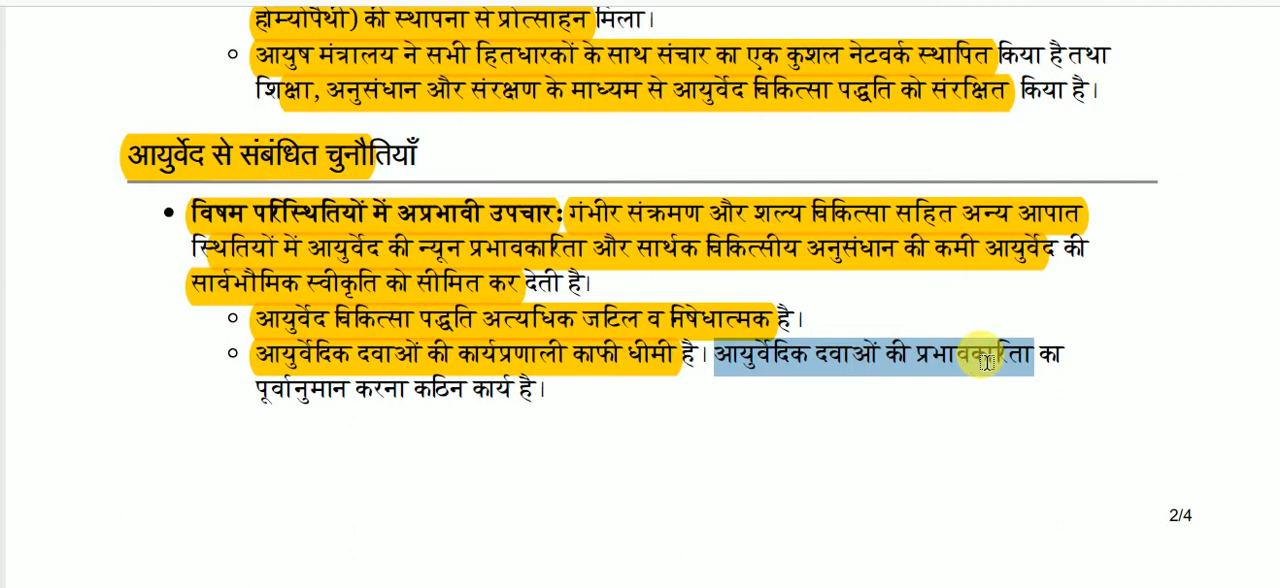 होम्योपैथी) की स्थापना से प्रोत्साहन मिला।
○ आयुष मंत्रालय ने सभी हितधारकों के साथ संचार का एक कुशल नेटवर्क स्थापित किया है तथा
शिक्षा, अनुसंधान और संरक्षण के माध्यम से आयुर्वेद चिकित्सा पद्धति को संरक्षित किया है।
आयुर्वेद से संबंधित चुनौतियाँ
• विषम परिस्थितियों में अप्रभावी उपचार: गंभीर संक्रमण और शल्य चिकित्सा सहित अन्य आपात
स्थितियों में आयुर्वेद की न्यून प्रभावकारिता और सार्थक चिकित्सीय अनुसंधान की कमी आयुर्वेद की
सार्वभौमिक स्वीकृति को सीमित कर देती है।
○ आयुर्वेद चिकित्सा पद्धति अत्यधिक जटिल व निषेधात्मक है।
○ आयुर्वेदिक दवाओं की कार्यप्रणाली काफी धीमी है। आयुर्वेदिक दवाओं की प्रभावकारिता का
पूर्वानुमान करना कठिन कार्य है।
2/4